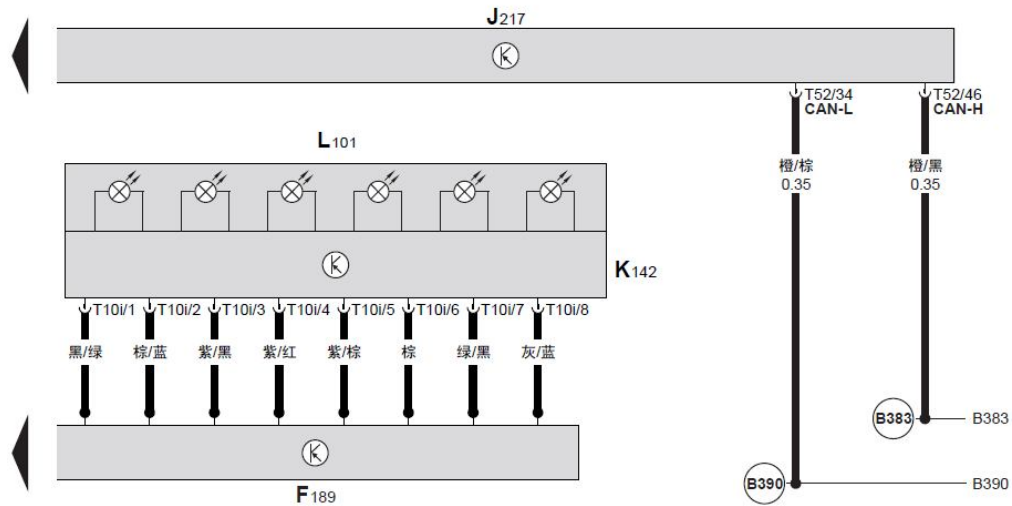 J217
T52/34
CAN-L
T52/46
CAN-H
L101
橙/棕
0.35
橙/黑
0.35
K142
T10i/1 T10i/2 T10i/3 T10i/4 T10i/5 T10i/6 T10i/7 T10i/8
黑/绿 棕/蓝 紫/黑 紫/红 紫/棕 棕 绿/黑 灰/蓝
B383 B383
B390 B390
F189